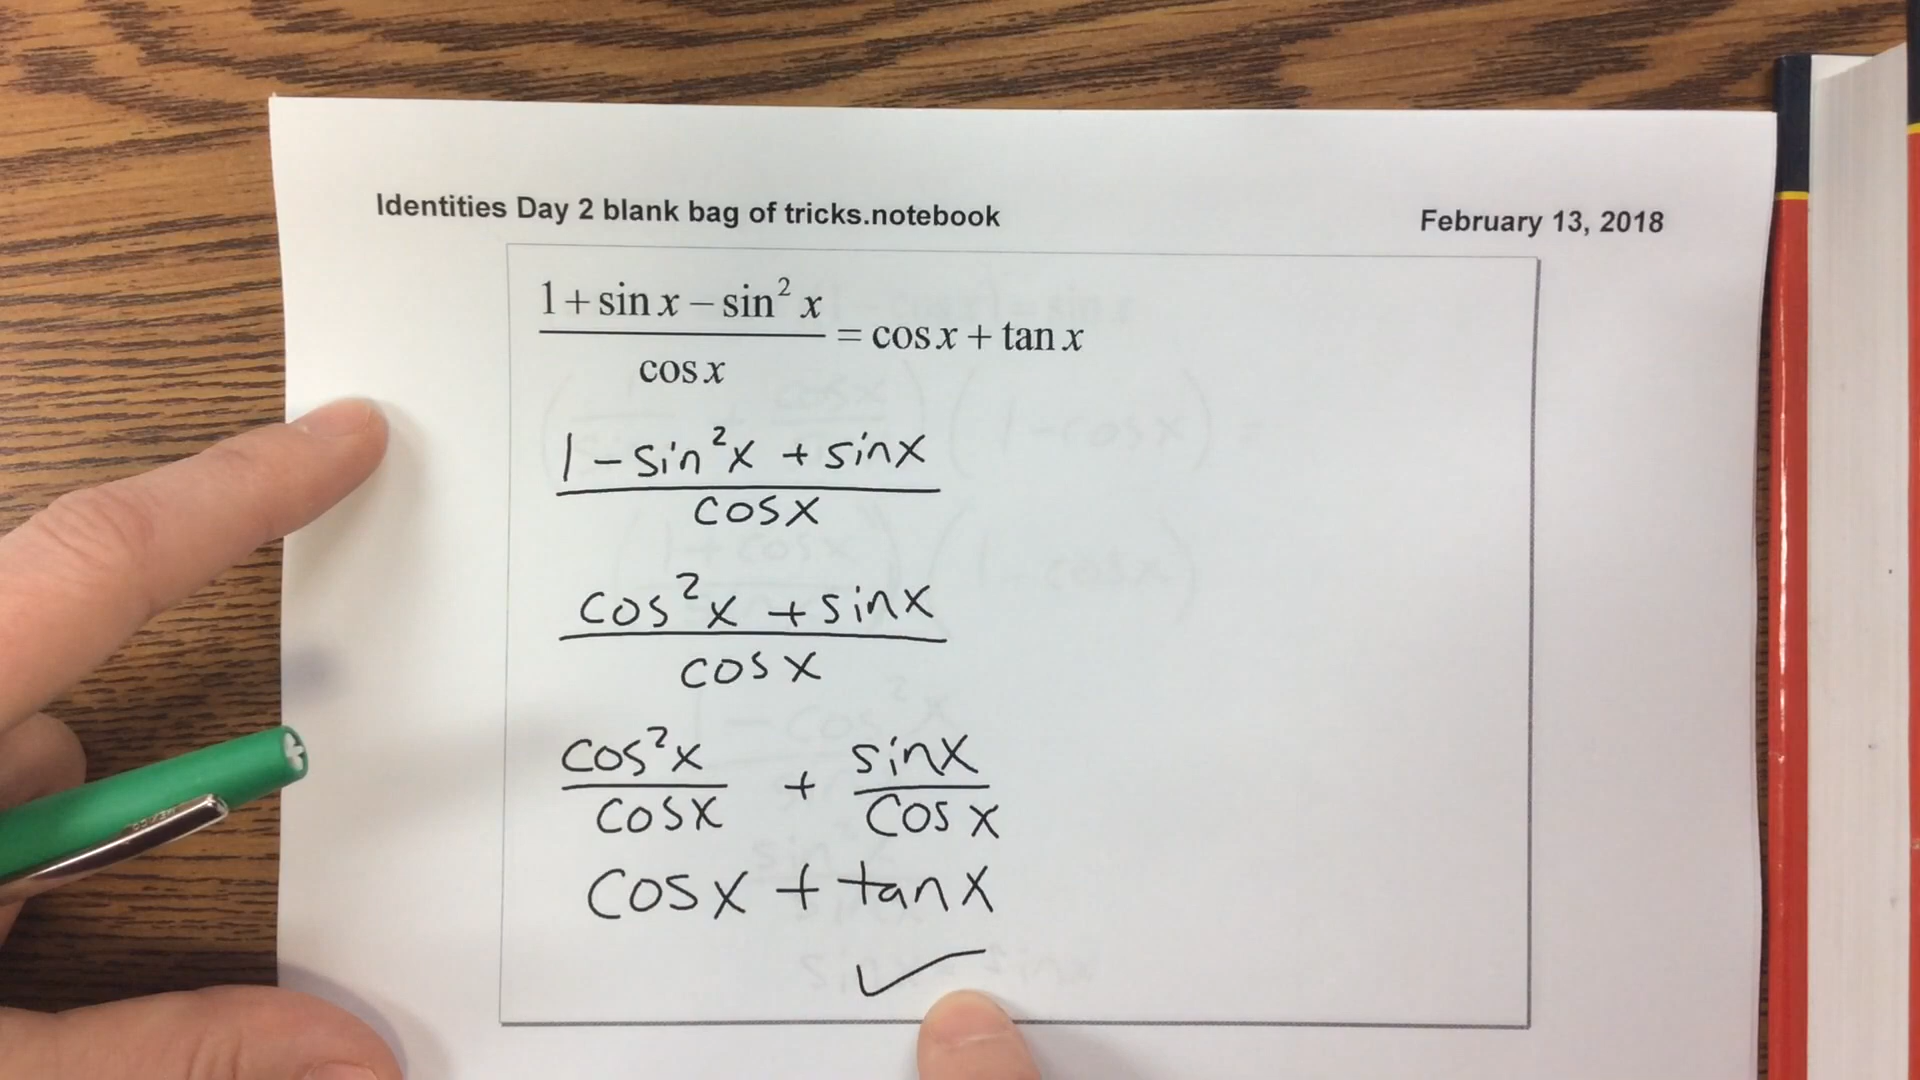 Identities Day 2 blank bag of tricks.notebook February 13, 2018
1 + sin x − sin² x
= cos x + tan x
cos x
1 − sin²x + sinx
cosx
cos²x + sinx
cosx
cos²x + sinx
cosx cosx
cosx + tanx